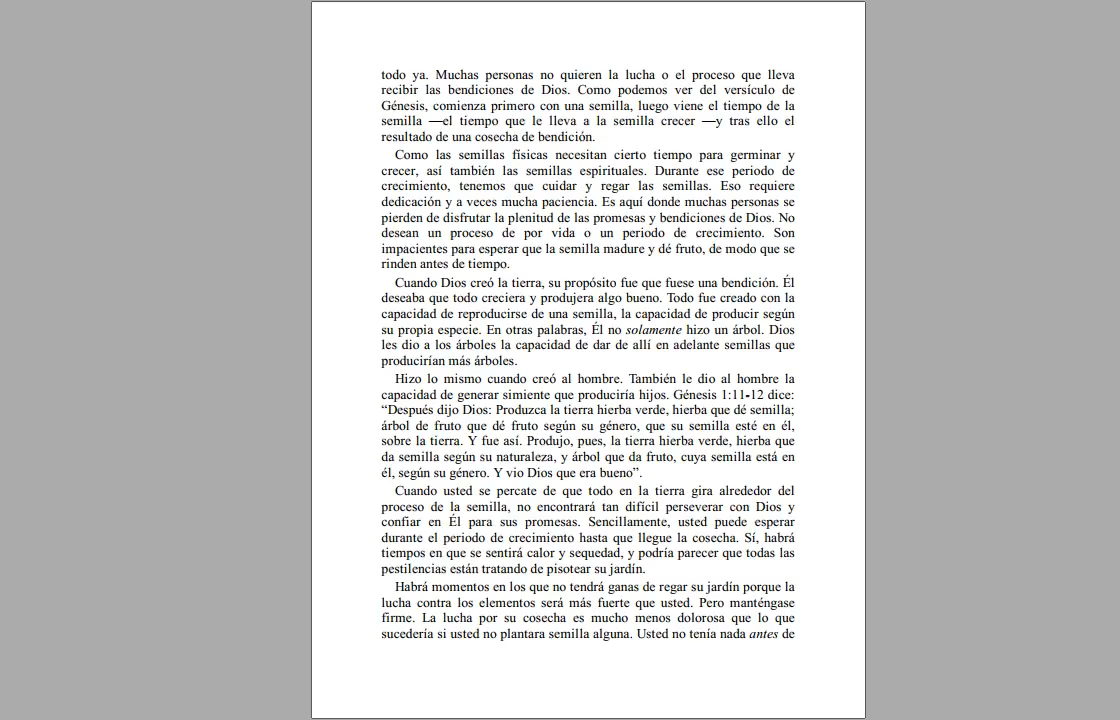 todo ya. Muchas personas no quieren la lucha o el proceso que lleva
recibir las bendiciones de Dios. Como podemos ver del versículo de
Génesis, comienza primero con una semilla, luego viene el tiempo de la
semilla —el tiempo que le lleva a la semilla crecer —y tras ello el
resultado de una cosecha de bendición.
Como las semillas físicas necesitan cierto tiempo para germinar y
crecer, así también las semillas espirituales. Durante ese periodo de
crecimiento, tenemos que cuidar y regar las semillas. Eso requiere
dedicación y a veces mucha paciencia. Es aquí donde muchas personas se
pierden de disfrutar la plenitud de las promesas y bendiciones de Dios. No
desean un proceso de por vida o un periodo de crecimiento. Son
impacientes para esperar que la semilla madure y dé fruto, de modo que se
rinden antes de tiempo.
Cuando Dios creó la tierra, su propósito fue que fuese una bendición. Él
deseaba que todo creciera y produjera algo bueno. Todo fue creado con la
capacidad de reproducirse de una semilla, la capacidad de producir según
su propia especie. En otras palabras, Él no solamente hizo un árbol. Dios
les dio a los árboles la capacidad de dar de allí en adelante semillas que
producirían más árboles.
Hizo lo mismo cuando creó al hombre. También le dio al hombre la
capacidad de generar simiente que produciría hijos. Génesis 1:11-12 dice:
“Después dijo Dios: Produzca la tierra hierba verde, hierba que dé semilla;
árbol de fruto que dé fruto según su género, que su semilla esté en él,
sobre la tierra. Y fue así. Produjo, pues, la tierra hierba verde, hierba que
da semilla según su naturaleza, y árbol que da fruto, cuya semilla está en
él, según su género. Y vio Dios que era bueno”.
Cuando usted se percate de que todo en la tierra gira alrededor del
proceso de la semilla, no encontrará tan difícil perseverar con Dios y
confiar en Él para sus promesas. Sencillamente, usted puede esperar
durante el periodo de crecimiento hasta que llegue la cosecha. Sí, habrá
tiempos en que se sentirá calor y sequedad, y podría parecer que todas las
pestilencias están tratando de pisotear su jardín.
Habrá momentos en los que no tendrá ganas de regar su jardín porque la
lucha contra los elementos será más fuerte que usted. Pero manténgase
firme. La lucha por su cosecha es mucho menos dolorosa que lo que
sucedería si usted no plantara semilla alguna. Usted no tenía nada antes de